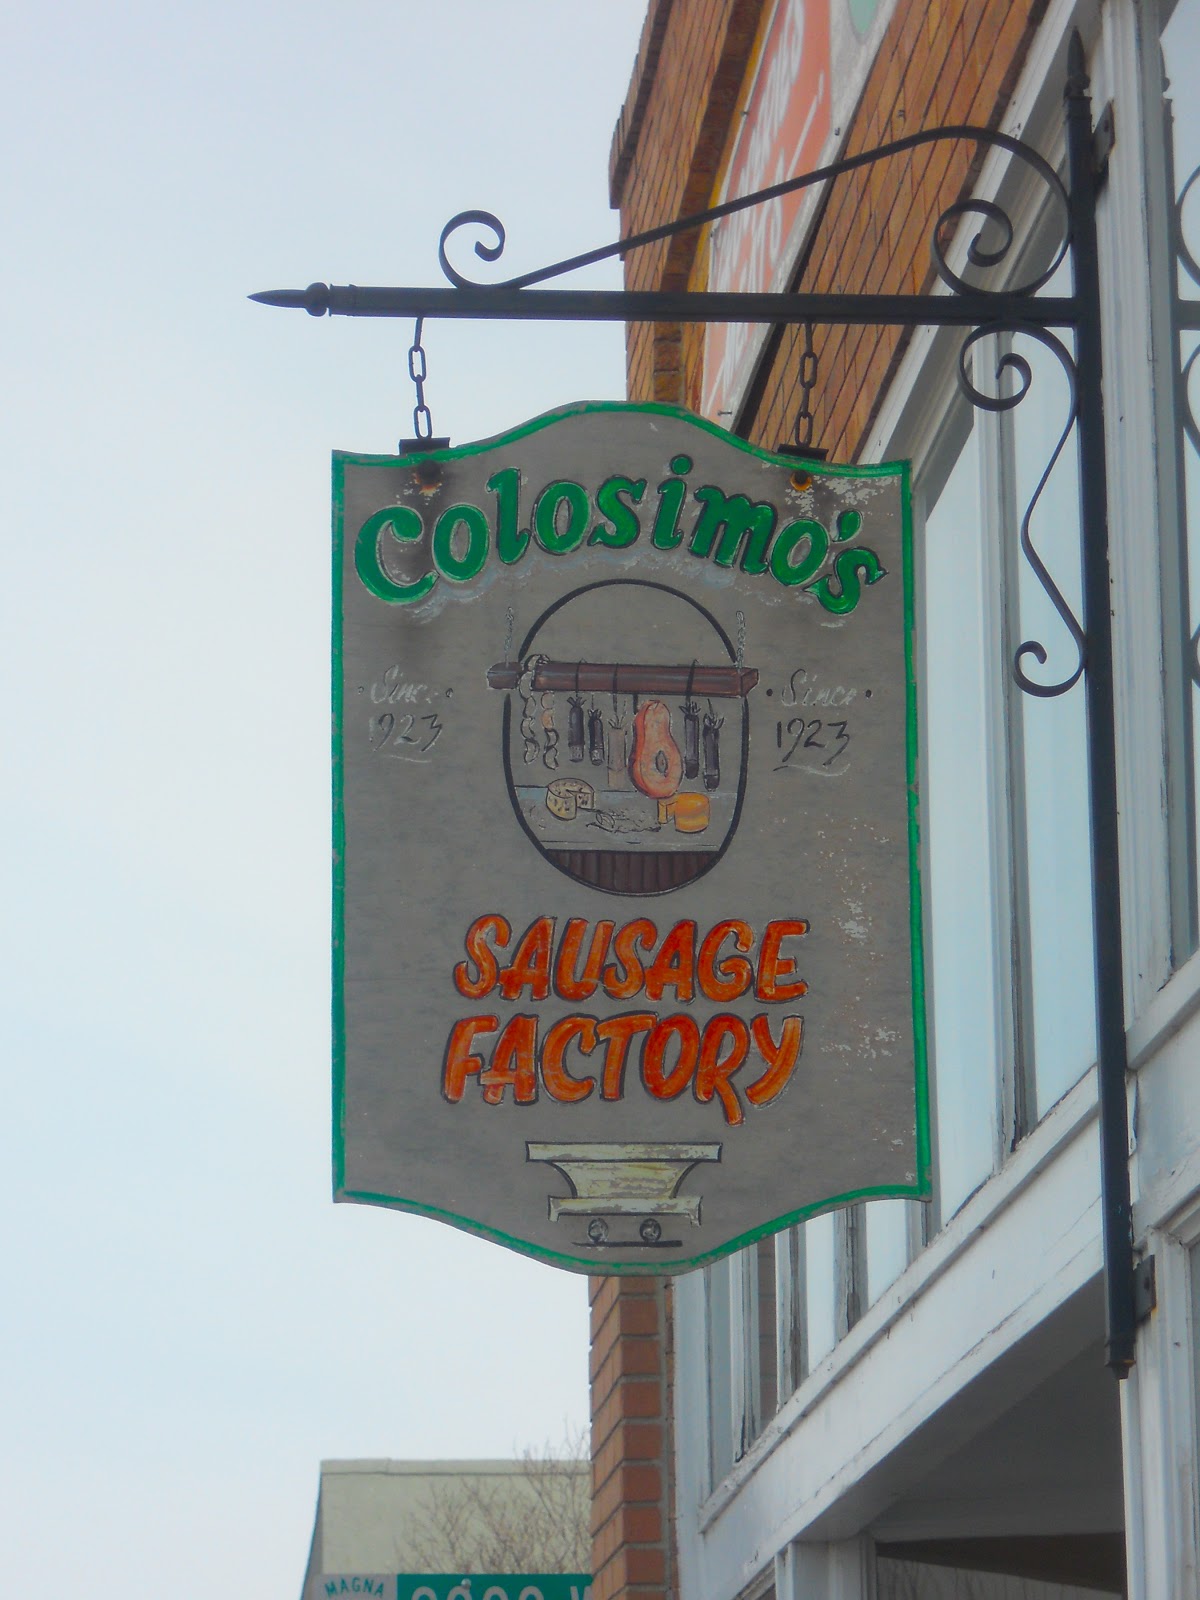 Colosimo's
Since
1923
Since
1923
SAUSAGE
FACTORY
MAGNA